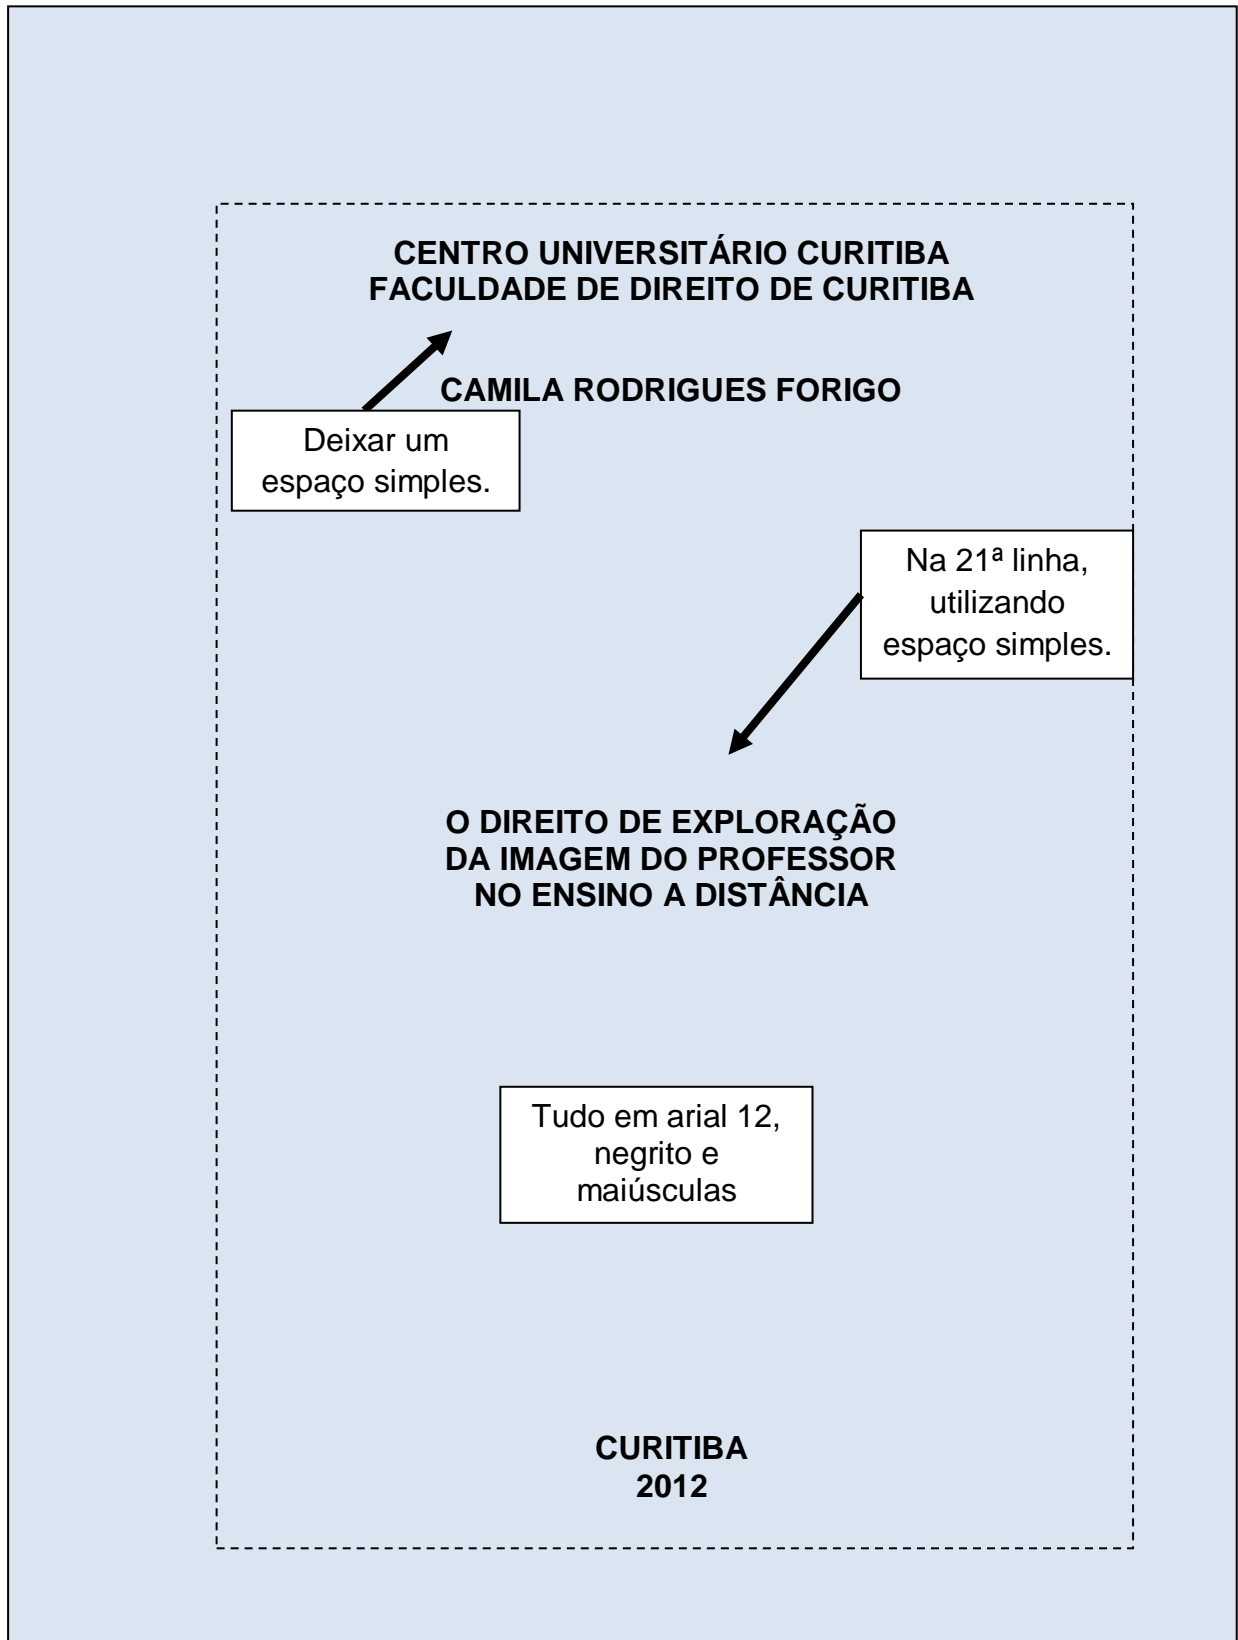 CENTRO UNIVERSITÁRIO CURITIBA
FACULDADE DE DIREITO DE CURITIBA
CAMILA RODRIGUES FORIGO
Deixar um
espaço simples.
Na 21ª linha,
utilizando
espaço simples.
O DIREITO DE EXPLORAÇÃO
DA IMAGEM DO PROFESSOR
NO ENSINO A DISTÂNCIA
Tudo em arial 12,
negrito e
maiúsculas
CURITIBA
2012